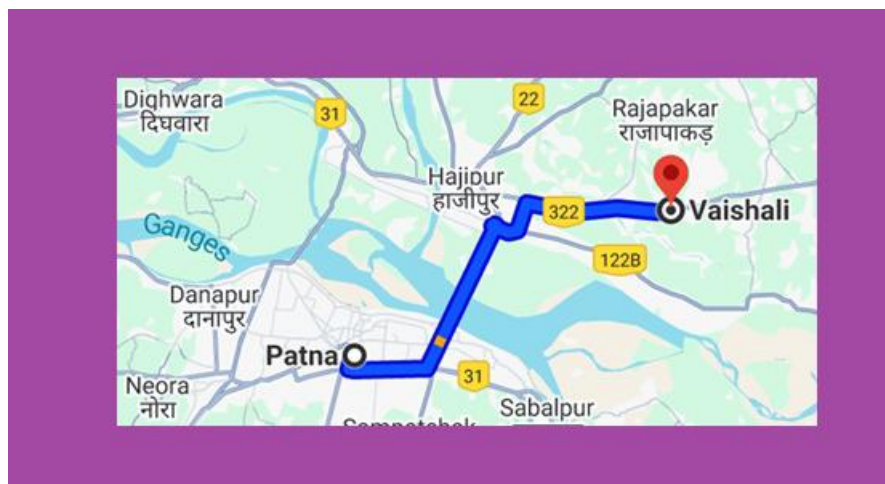 Dighwara
दिघवारा
31
22
Rajapakar
राजापाकड़
Hajipur
हाजीपुर
322
Vaishali
Ganges
122B
Danapur
दानापुर
Patna
31
Neora
नोरा
Sabalpur